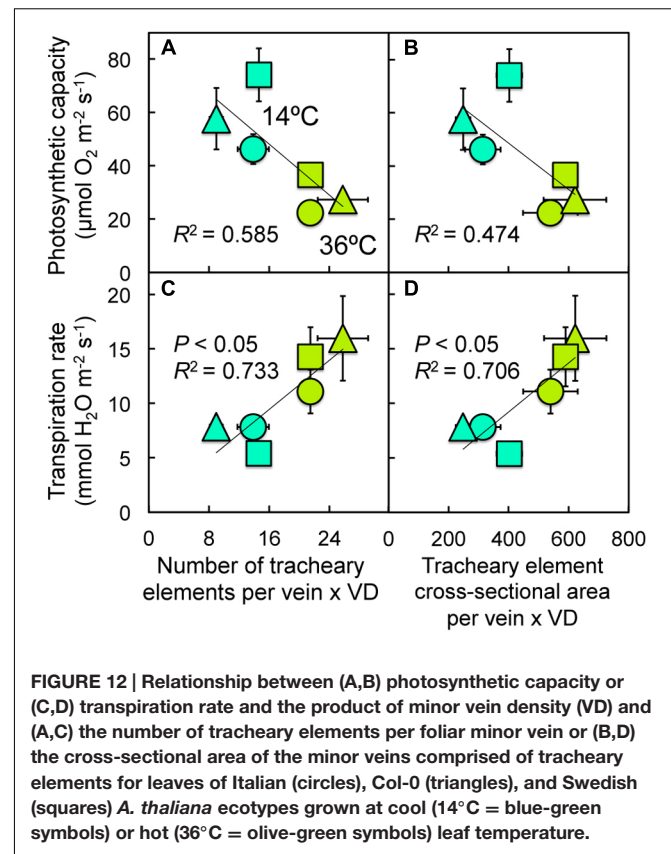 A
B
80
60
40
20
0
Photosynthetic capacity
(µmol O₂ m⁻² s⁻¹)
14ºC
36ºC
R² = 0.585
R² = 0.474
C
D
20
15
10
5
0
Transpiration rate
(mmol H₂O m⁻² s⁻¹)
P < 0.05
R² = 0.733
P < 0.05
R² = 0.706
0 8 16 24 0 200 400 600 800
Number of tracheary
elements per vein x VD
Tracheary element
cross-sectional area
per vein x VD
FIGURE 12 | Relationship between (A,B) photosynthetic capacity or
(C,D) transpiration rate and the product of minor vein density (VD) and
(A,C) the number of tracheary elements per foliar minor vein or (B,D)
the cross-sectional area of the minor veins comprised of tracheary
elements for leaves of Italian (circles), Col-0 (triangles), and Swedish
(squares) A. thaliana ecotypes grown at cool (14°C = blue-green
symbols) or hot (36°C = olive-green symbols) leaf temperature.